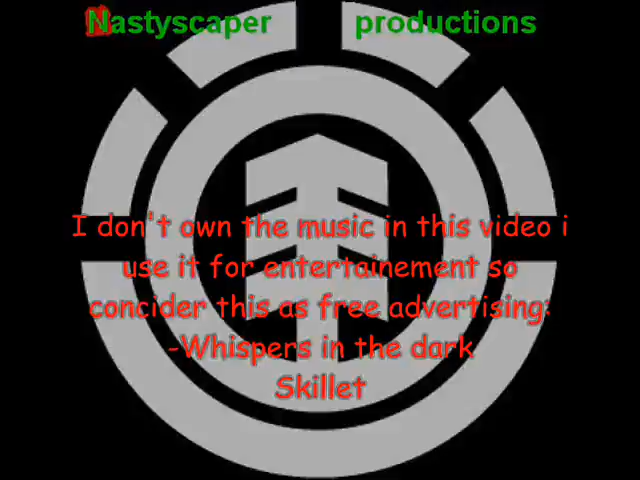 Nastyscaper productions
I don't own the music in this video i
use it for entertainement so
concider this as free advertising:
-Whispers in the dark
Skillet